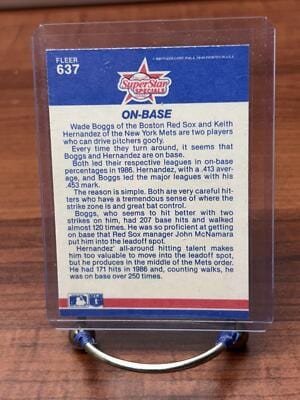 FLEER
637
SuperStar
SPECIALS
ON-BASE
Wade Boggs of the Boston Red Sox and Keith
Hernandez of the New York Mets are two players
who can drive pitchers goofy.
Every time they turn around, it seems that
Boggs and Hernandez are on base.
Both led their respective leagues in on-base
percentages in 1986. Hernandez, with a .413 aver-
age, and Boggs led the major leagues with his
.453 mark.
The reason is simple. Both are very careful hit-
ters who have a tremendous sense of where the
strike zone is and great bat control.
Boggs, who seems to hit better with two
strikes on him, had 207 base hits and walked
almost 120 times. He was so proficient at getting
on base that Red Sox manager John McNamara
put him into the leadoff spot.
Hernandez' all-around hitting talent makes
him too valuable to move into the leadoff spot,
but he produces in the middle of the Mets order.
He had 171 hits in 1986 and, counting walks, he
was on base over 250 times.